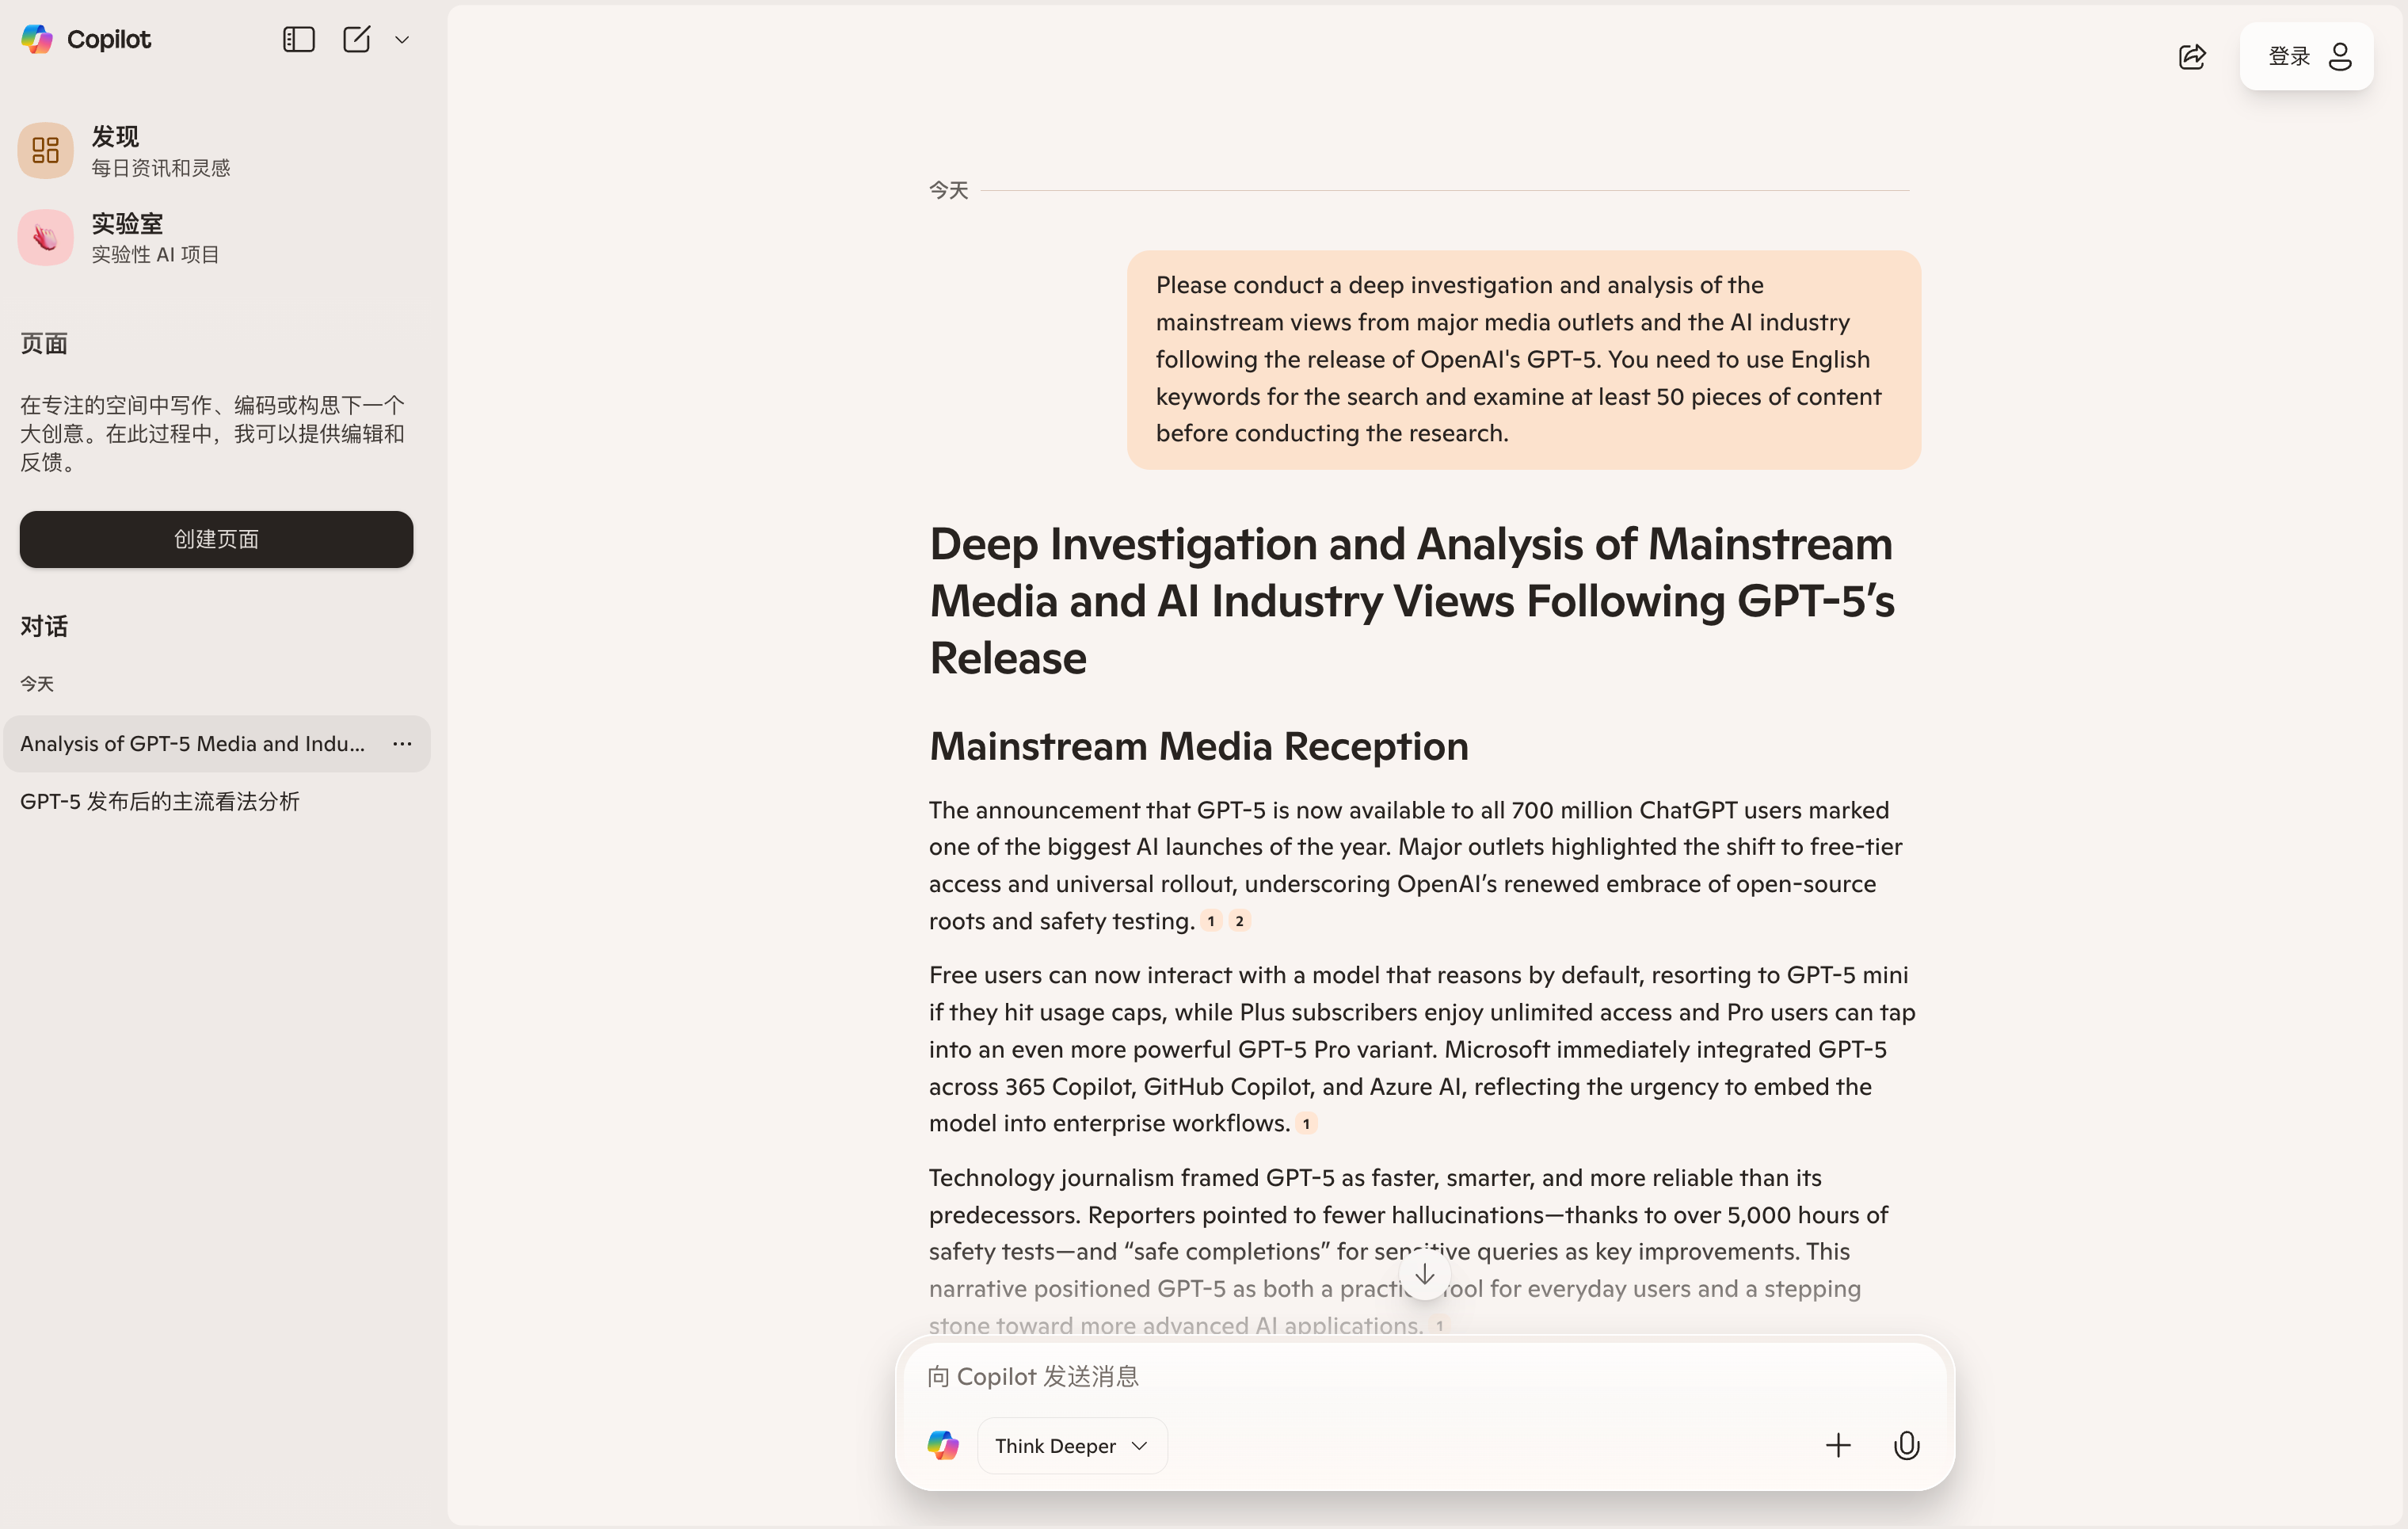 Copilot
发现
每日资讯和灵感
实验室
实验性 AI 项目
页面
在专注的空间中写作、编码或构思下一个
大创意。在此过程中，我可以提供编辑和
反馈。
创建页面
对话
今天
Analysis of GPT-5 Media and Indu...
GPT-5 发布后的主流看法分析
登录
今天
Please conduct a deep investigation and analysis of the
mainstream views from major media outlets and the AI industry
following the release of OpenAI's GPT-5. You need to use English
keywords for the search and examine at least 50 pieces of content
before conducting the research.
Deep Investigation and Analysis of Mainstream
Media and AI Industry Views Following GPT-5’s
Release
Mainstream Media Reception
The announcement that GPT-5 is now available to all 700 million ChatGPT users marked
one of the biggest AI launches of the year. Major outlets highlighted the shift to free-tier
access and universal rollout, underscoring OpenAI’s renewed embrace of open-source
roots and safety testing. 1 2
Free users can now interact with a model that reasons by default, resorting to GPT-5 mini
if they hit usage caps, while Plus subscribers enjoy unlimited access and Pro users can tap
into an even more powerful GPT-5 Pro variant. Microsoft immediately integrated GPT-5
across 365 Copilot, GitHub Copilot, and Azure AI, reflecting the urgency to embed the
model into enterprise workflows. 1
Technology journalism framed GPT-5 as faster, smarter, and more reliable than its
predecessors. Reporters pointed to fewer hallucinations—thanks to over 5,000 hours of
safety tests—and “safe completions” for sensitive queries as key improvements. This
narrative positioned GPT-5 as both a practical tool for everyday users and a stepping
stone toward more advanced AI applications. 1
向 Copilot 发送消息
Think Deeper